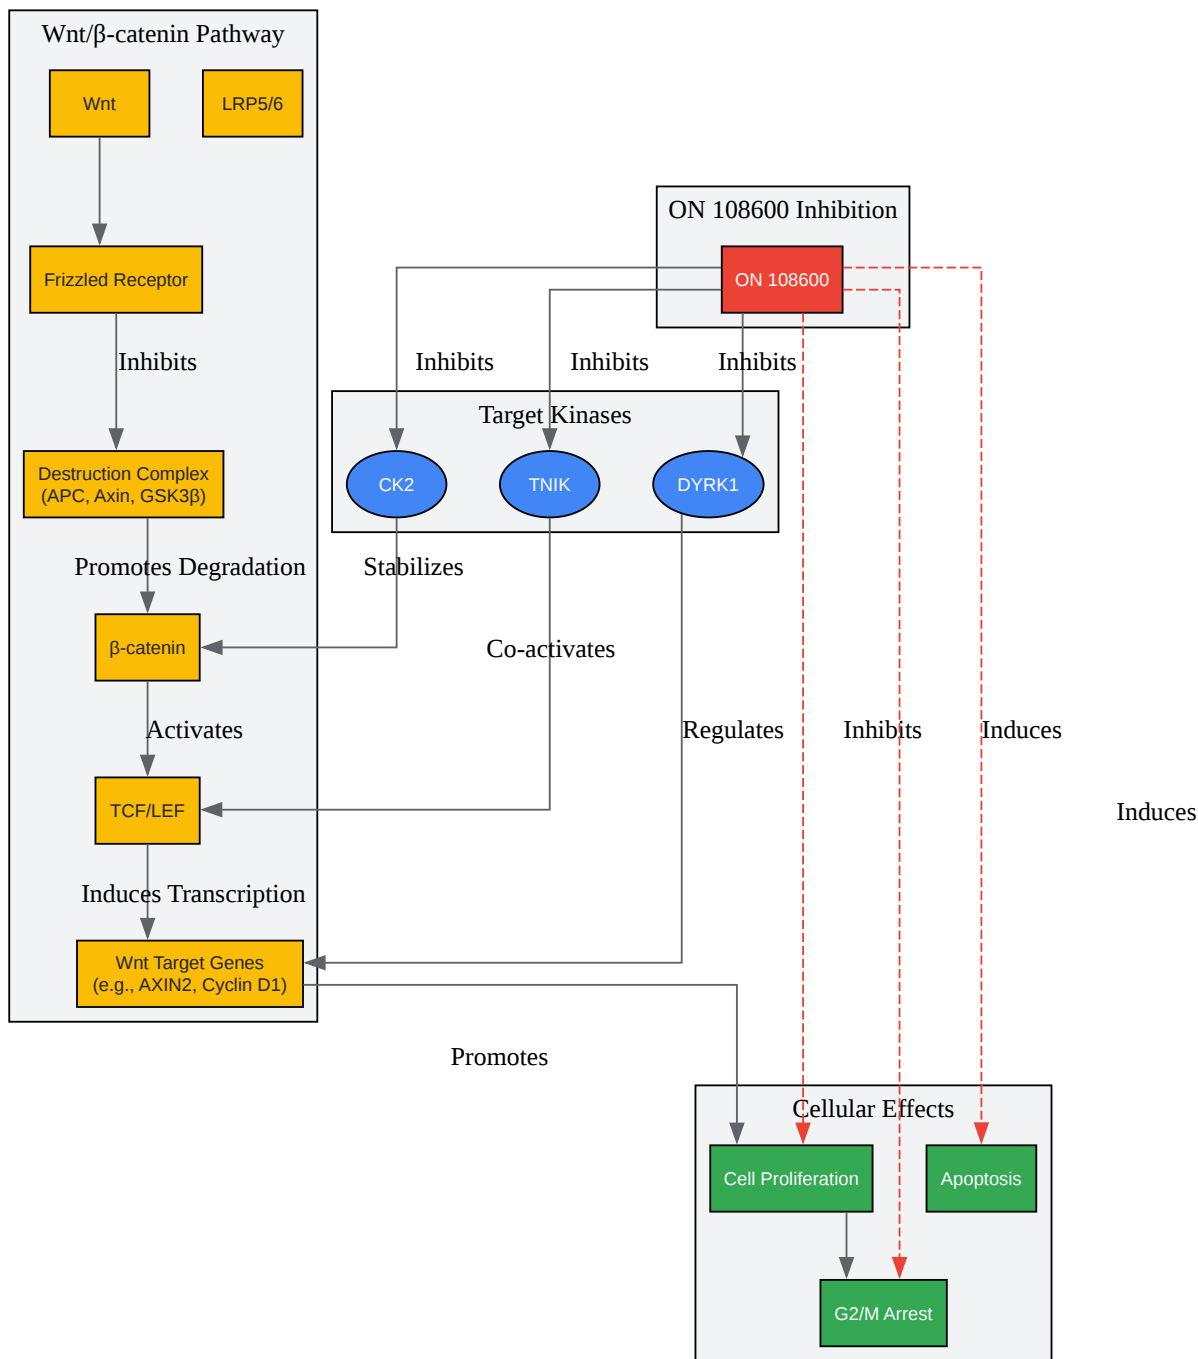 Wnt/β-catenin Pathway
Wnt
LRP5/6
ON 108600 Inhibition
Frizzled Receptor
ON 108600
Inhibits
Inhibits
Inhibits
Inhibits
Target Kinases
Destruction Complex
(APC, Axin, GSK3β)
CK2
TNIK
DYRK1
Promotes Degradation
Stabilizes
β-catenin
Co-activates
Activates
Regulates
Inhibits
Induces
TCF/LEF
Induces
Induces Transcription
Wnt Target Genes
(e.g., AXIN2, Cyclin D1)
Promotes
Cellular Effects
Cell Proliferation
Apoptosis
G2/M Arrest